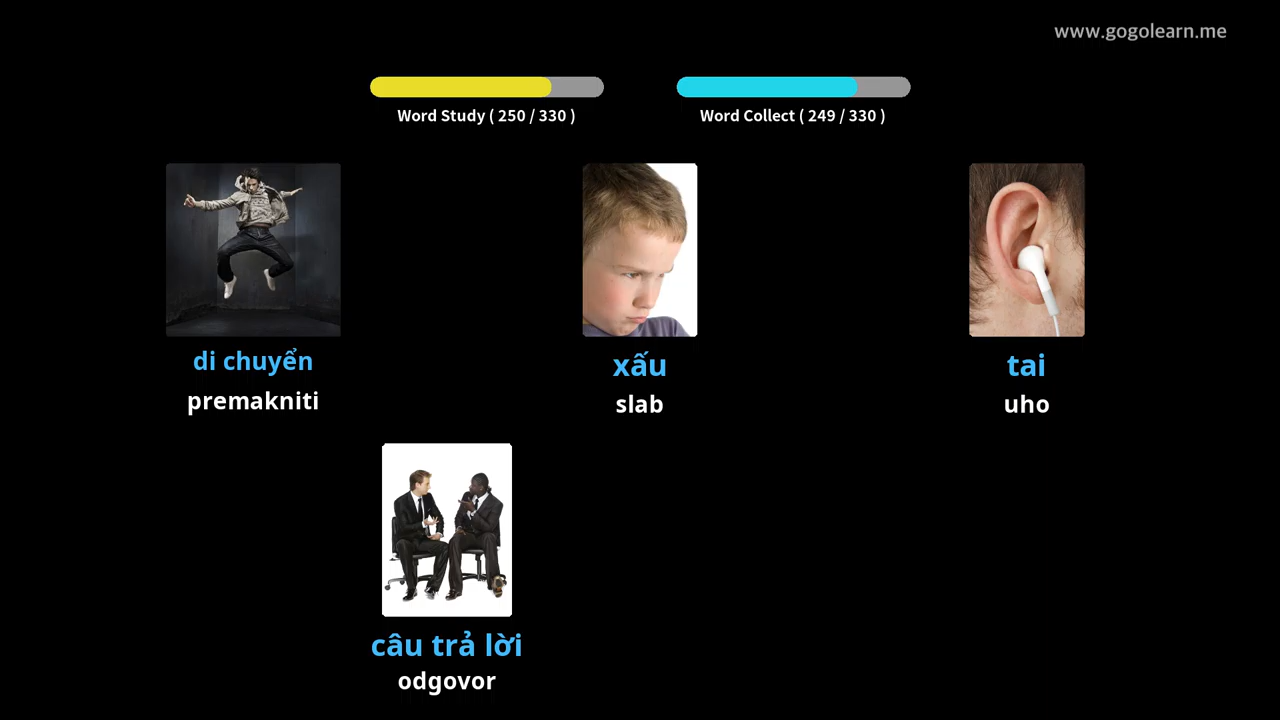 www.gogolearn.me
Word Study ( 250 / 330 )
Word Collect ( 249 / 330 )
di chuyển
premakniti
xấu
slab
tai
uho
câu trả lời
odgovor